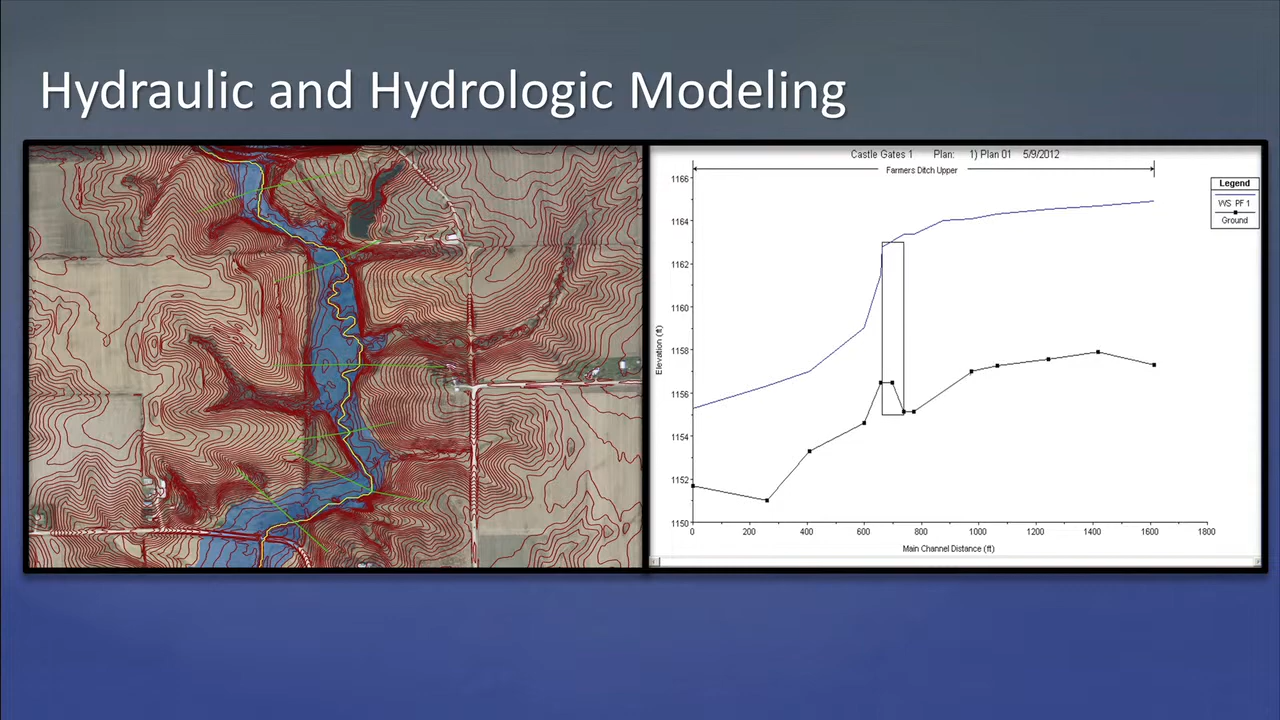 Hydraulic and Hydrologic Modeling
Castle Gates 1 Plan: 1) Plan 01 5/9/2012
Farmers Ditch Upper
Legend
WS PF 1
Ground
Elevation (ft)
1166
1164
1162
1160
1158
1156
1154
1152
1150
0 200 400 600 800 1000 1200 1400 1600 1800
Main Channel Distance (ft)